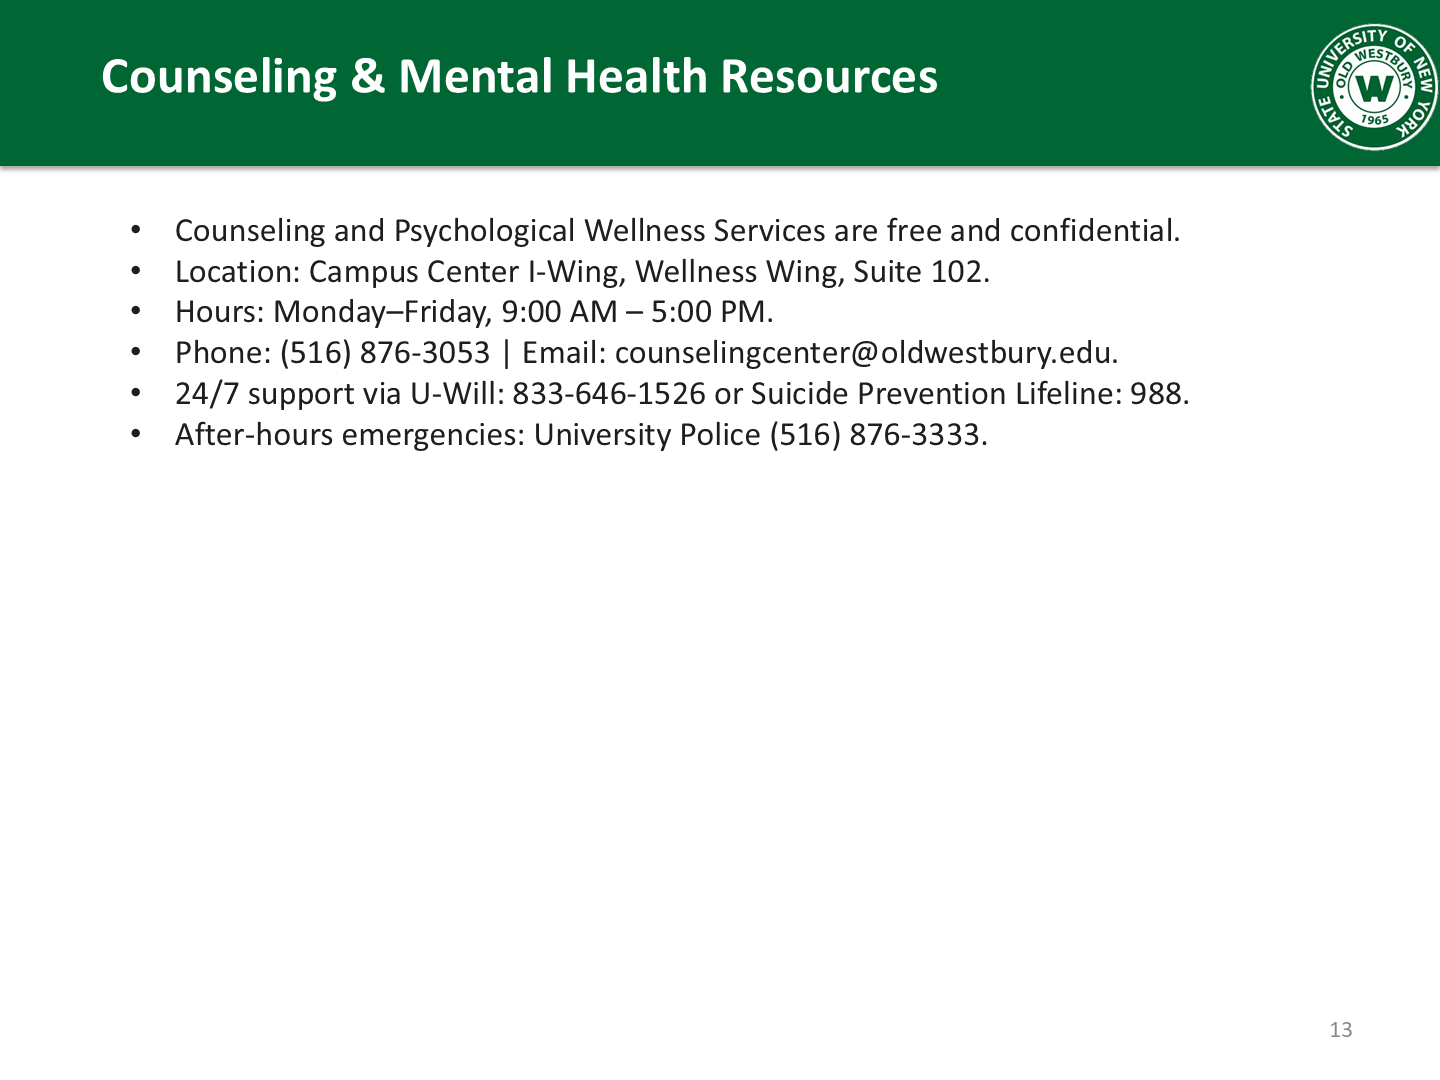 Counseling & Mental Health Resources
STATE UNIVERSITY OF NEW YORK
OLD WESTBURY
W
1965
• Counseling and Psychological Wellness Services are free and confidential.
• Location: Campus Center I-Wing, Wellness Wing, Suite 102.
• Hours: Monday–Friday, 9:00 AM – 5:00 PM.
• Phone: (516) 876-3053 | Email: counselingcenter@oldwestbury.edu.
• 24/7 support via U-Will: 833-646-1526 or Suicide Prevention Lifeline: 988.
• After-hours emergencies: University Police (516) 876-3333.
13